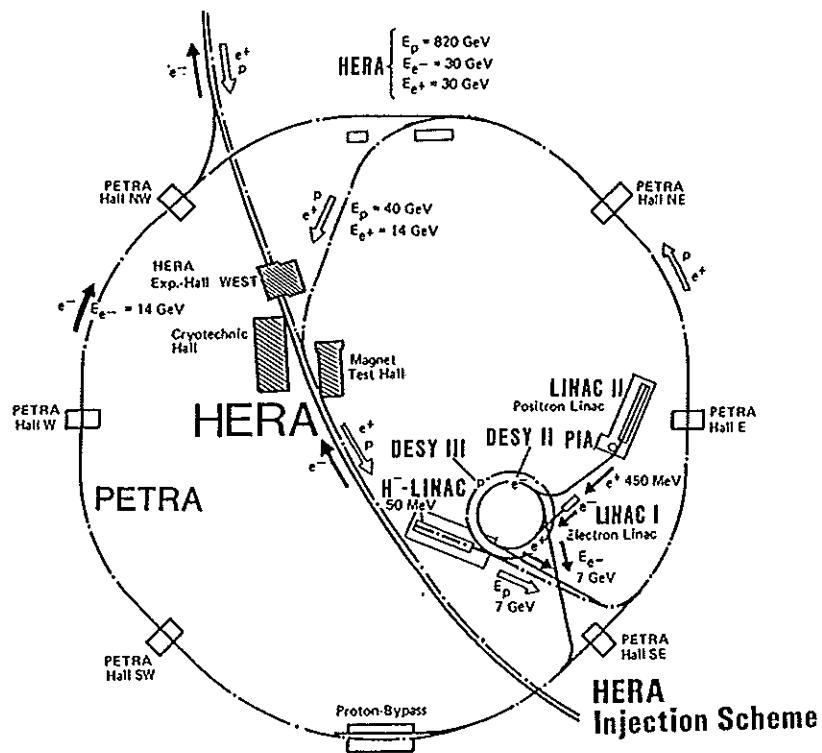 HERA
Ep = 820 GeV
Ee− = 30 GeV
Ee+ = 30 GeV
e−
e+
p
PETRA
Hall NW
PETRA
Hall NE
p
e+
Ep = 40 GeV
Ee+ = 14 GeV
p
e+
HERA
Exp.-Hall WEST
e−
Ee− = 14 GeV
Cryotechnic
Hall
Magnet
Test Hall
LINAC II
Positron Linac
PETRA
Hall W
HERA
e+
p
e−
DESY III
DESY II
PIA
PETRA
Hall E
PETRA
H−-LINAC
50 MeV
p
e−
e+ 450 MeV
e−
LINAC I
Electron Linac
e+
Ee−
7 GeV
Ep
7 GeV
PETRA
Hall SW
PETRA
Hall SE
Proton-Bypass
HERA
Injection Scheme